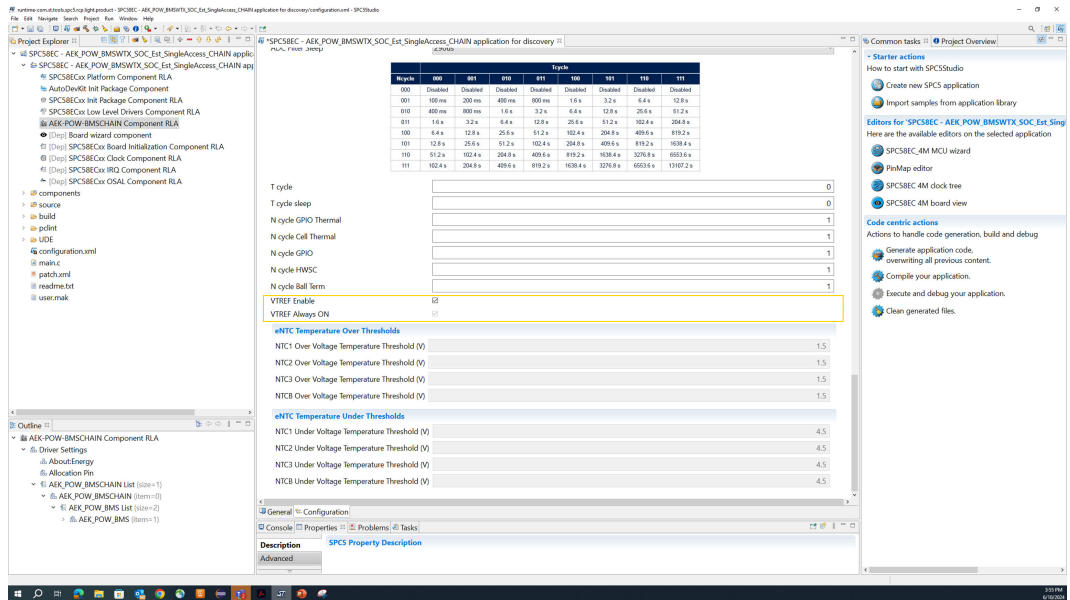 runtime-com.st.tools.spc5.rcp.light.product - SPC58EC - AEK_POW_BMSWTX_SOC_Est_SingleAccess_CHAIN application for discovery/configuration.xml - SPC5Studio
File Edit Navigate Search Project Run Window Help
Project Explorer
SPC58EC - AEK_POW_BMSWTX_SOC_Est_SingleAccess_CHAIN applic
SPC58EC - AEK_POW_BMSWTX_SOC_Est_SingleAccess_CHAIN app
SPC58ECxx Platform Component RLA
AutoDevKit Init Package Component
SPC58ECxx Init Package Component RLA
SPC58ECxx Low Level Drivers Component RLA
AEK-POW-BMSCHAIN Component RLA
[Dep] Board wizard component
[Dep] SPC58ECxx Board Initialization Component RLA
[Dep] SPC58ECxx Clock Component RLA
[Dep] SPC58ECxx IRQ Component RLA
[Dep] SPC58ECxx OSAL Component RLA
components
source
build
pclint
UDE
configuration.xml
main.c
patch.xml
readme.txt
user.mak
Outline
AEK-POW-BMSCHAIN Component RLA
Driver Settings
About:Energy
Allocation Pin
AEK_POW_BMSCHAIN List (size=1)
AEK_POW_BMSCHAIN (item=0)
AEK_POW_BMS List (size=2)
AEK_POW_BMS (item=1)
*SPC58EC - AEK_POW_BMSWTX_SOC_Est_SingleAccess_CHAIN application for discovery
ADC Filter Sleep 290us
Tcycle
Ncycle 000 001 010 011 100 101 110 111
000 Disabled Disabled Disabled Disabled Disabled Disabled Disabled Disabled
001 100 ms 200 ms 400 ms 800 ms 1.6 s 3.2 s 6.4 s 12.8 s
010 400 ms 800 ms 1.6 s 3.2 s 6.4 s 12.8 s 25.6 s 51.2 s
011 1.6 s 3.2 s 6.4 s 12.8 s 25.6 s 51.2 s 102.4 s 204.8 s
100 6.4 s 12.8 s 25.6 s 51.2 s 102.4 s 204.8 s 409.6 s 819.2 s
101 12.8 s 25.6 s 51.2 s 102.4 s 204.8 s 409.6 s 819.2 s 1638.4 s
110 51.2 s 102.4 s 204.8 s 409.6 s 819.2 s 1638.4 s 3276.8 s 6553.6 s
111 102.4 s 204.8 s 409.6 s 819.2 s 1638.4 s 3276.8 s 6553.6 s 13107.2 s
T cycle 0
T cycle sleep 0
N cycle GPIO Thermal 1
N cycle Cell Thermal 1
N cycle GPIO 1
N cycle HWSC 1
N cycle Ball Term 1
VTREF Enable
VTREF Always ON
eNTC Temperature Over Thresholds
NTC1 Over Voltage Temperature Threshold (V) 1.5
NTC2 Over Voltage Temperature Threshold (V) 1.5
NTC3 Over Voltage Temperature Threshold (V) 1.5
NTCB Over Voltage Temperature Threshold (V) 1.5
eNTC Temperature Under Thresholds
NTC1 Under Voltage Temperature Threshold (V) 4.5
NTC2 Under Voltage Temperature Threshold (V) 4.5
NTC3 Under Voltage Temperature Threshold (V) 4.5
NTCB Under Voltage Temperature Threshold (V) 4.5
General Configuration
Console Properties Problems Tasks
Description SPC5 Property Description
Advanced
Common tasks Project Overview
Starter actions
How to start with SPC5Studio
Create new SPC5 application
Import samples from application library
Editors for 'SPC58EC - AEK_POW_BMSWTX_SOC_Est_Sing
Here are the available editors on the selected application
SPC58EC_4M MCU wizard
PinMap editor
SPC58EC 4M clock tree
SPC58EC 4M board view
Code centric actions
Actions to handle code generation, build and debug
Generate application code,
overwriting all previous content.
Compile your application.
Execute and debug your application.
Clean generated files.
3:55 PM
6/10/2024